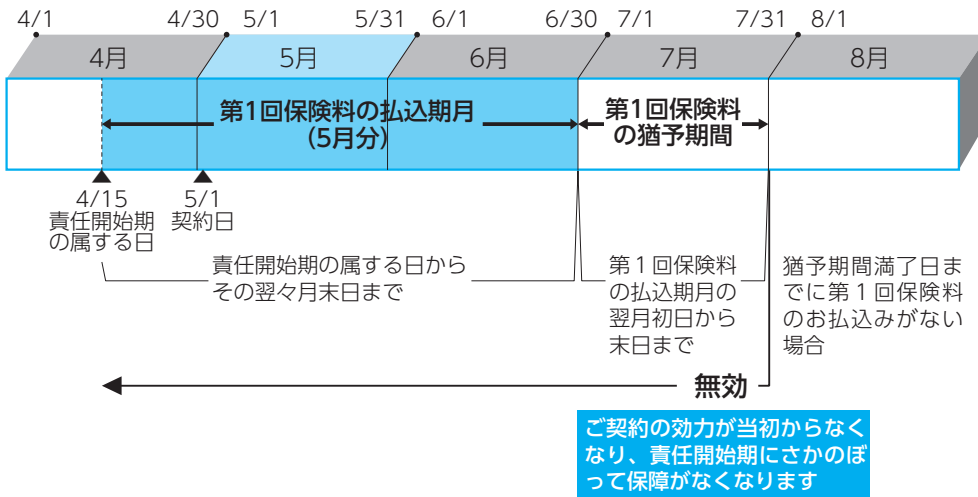 4/1 4/30 5/1 5/31 6/1 6/30 7/1 7/31 8/1
4月 5月 6月 7月 8月
第1回保険料の払込期月
(5月分)
第1回保険料
の猶予期間
4/15
責任開始期
の属する日
5/1
契約日
責任開始期の属する日から
その翌々月末日まで
第1回保険料
の払込期月の
翌月初日から
末日まで
猶予期間満了日ま
でに第1回保険料
のお払込みがない
場合
無効
ご契約の効力が当初からなく
なり、責任開始期にさかのぼ
って保障がなくなります